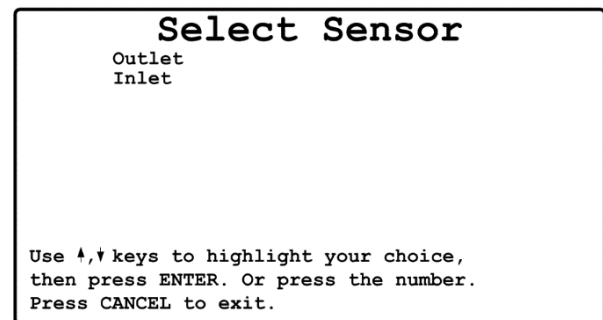 Select Sensor
Outlet
Inlet
Use ↑,↓ keys to highlight your choice,
then press ENTER. Or press the number.
Press CANCEL to exit.